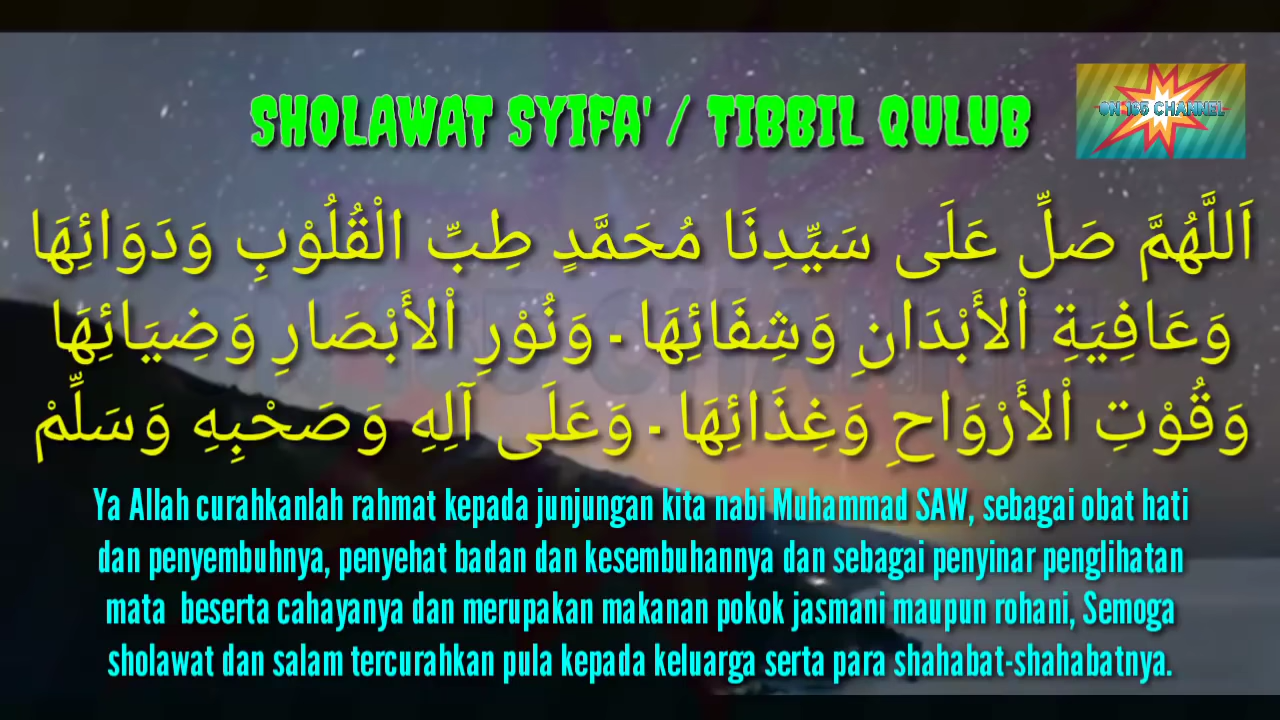 SHOLAWAT SYIFA' / TIBBIL QULUB
ON 165 CHANNEL
اَللَّهُمَّ صَلِّ عَلَى سَيِّدِنَا مُحَمَّدٍ طِبِّ الْقُلُوْبِ وَدَوَائِهَا
وَعَافِيَةِ اْلأَبْدَانِ وَشِفَائِهَا - وَنُوْرِ اْلأَبْصَارِ وَضِيَائِهَا
وَقُوْتِ اْلأَرْوَاحِ وَغِذَائِهَا - وَعَلَى آلِهِ وَصَحْبِهِ وَسَلِّمْ
Ya Allah curahkanlah rahmat kepada junjungan kita nabi Muhammad SAW, sebagai obat hati
dan penyembuhnya, penyehat badan dan kesembuhannya dan sebagai penyinar penglihatan
mata beserta cahayanya dan merupakan makanan pokok jasmani maupun rohani, Semoga
sholawat dan salam tercurahkan pula kepada keluarga serta para shahabat-shahabatnya.